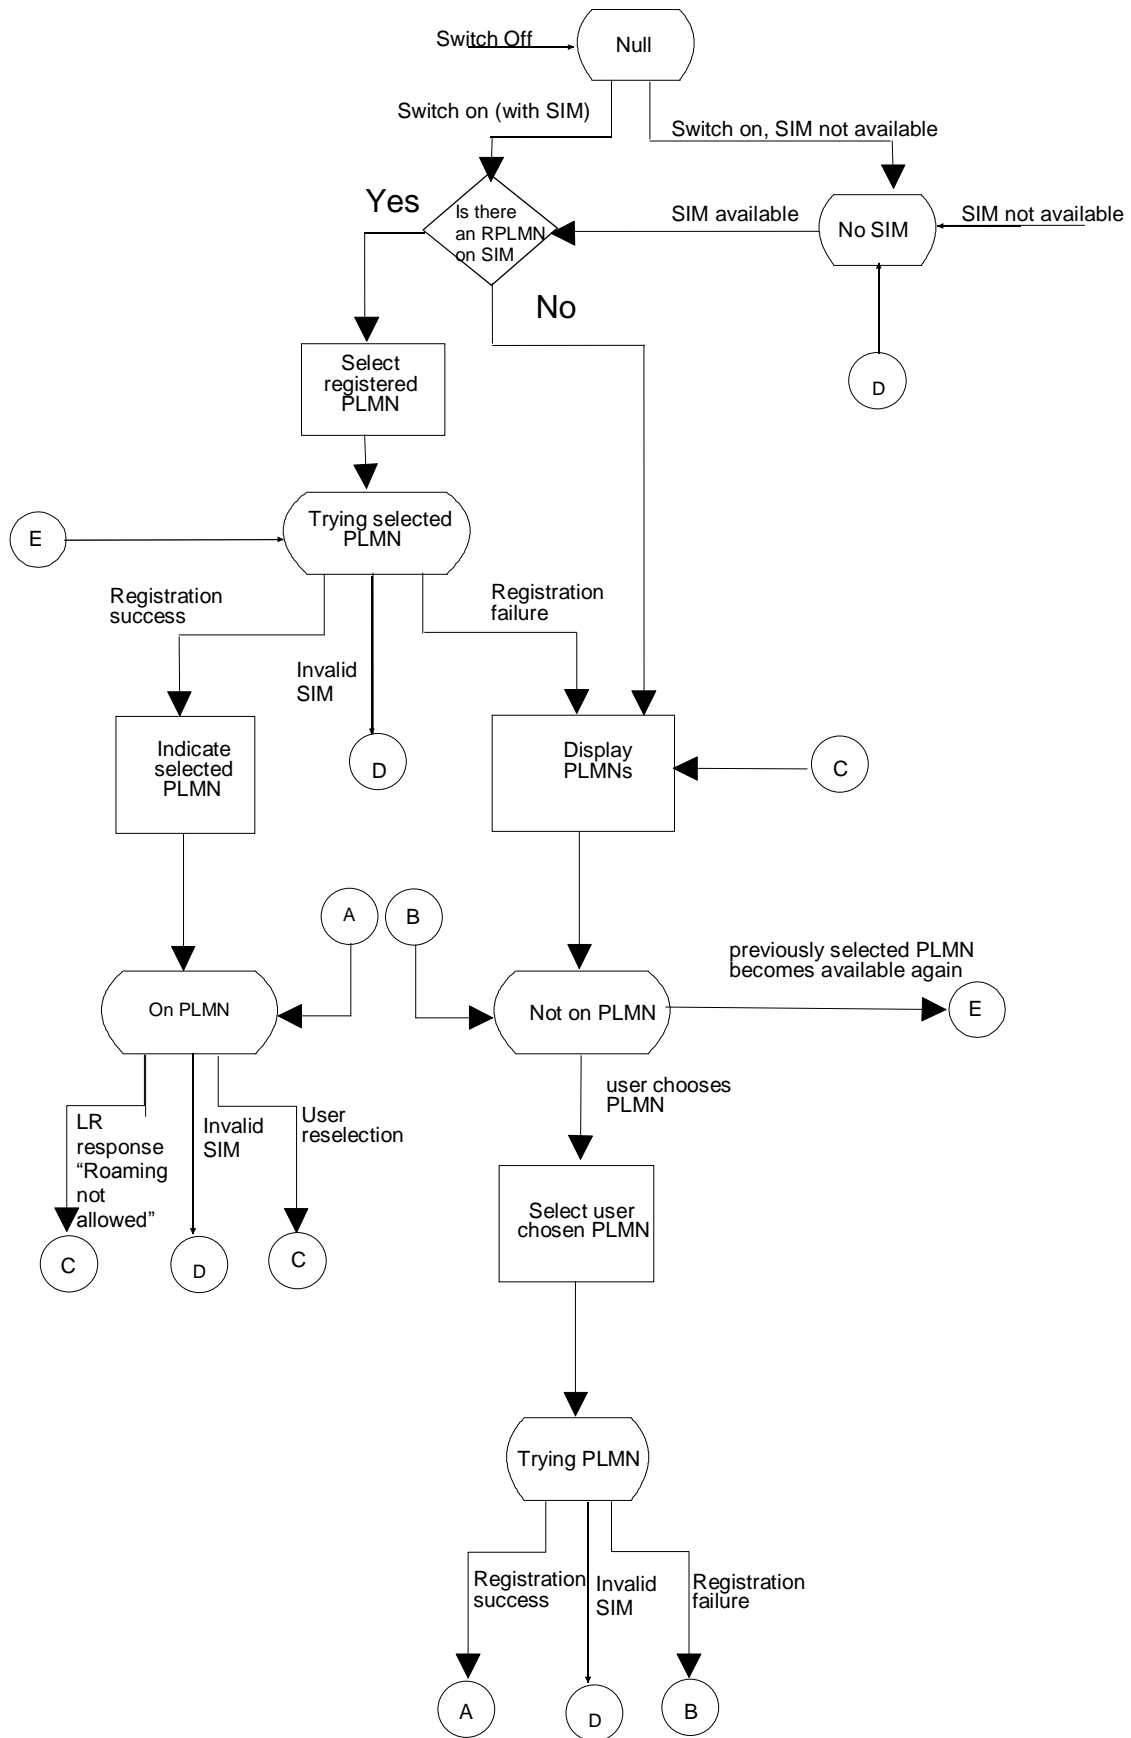 Switch Off
Null
Switch on (with SIM)
Switch on, SIM not available
Yes
Is there
an RPLMN
on SIM
SIM available
No SIM
SIM not available
No
Select
registered
PLMN
D
Trying selected
PLMN
E
Registration
success
Invalid
SIM
Registration
failure
Indicate
selected
PLMN
D
Display
PLMNs
C
A
B
previously selected PLMN
becomes available again
On PLMN
Not on PLMN
E
user chooses
PLMN
LR
response
“Roaming
not
allowed”
Invalid
SIM
User
reselection
Select user
chosen PLMN
C
D
C
Trying PLMN
Registration
success
Invalid
SIM
Registration
failure
A
D
B